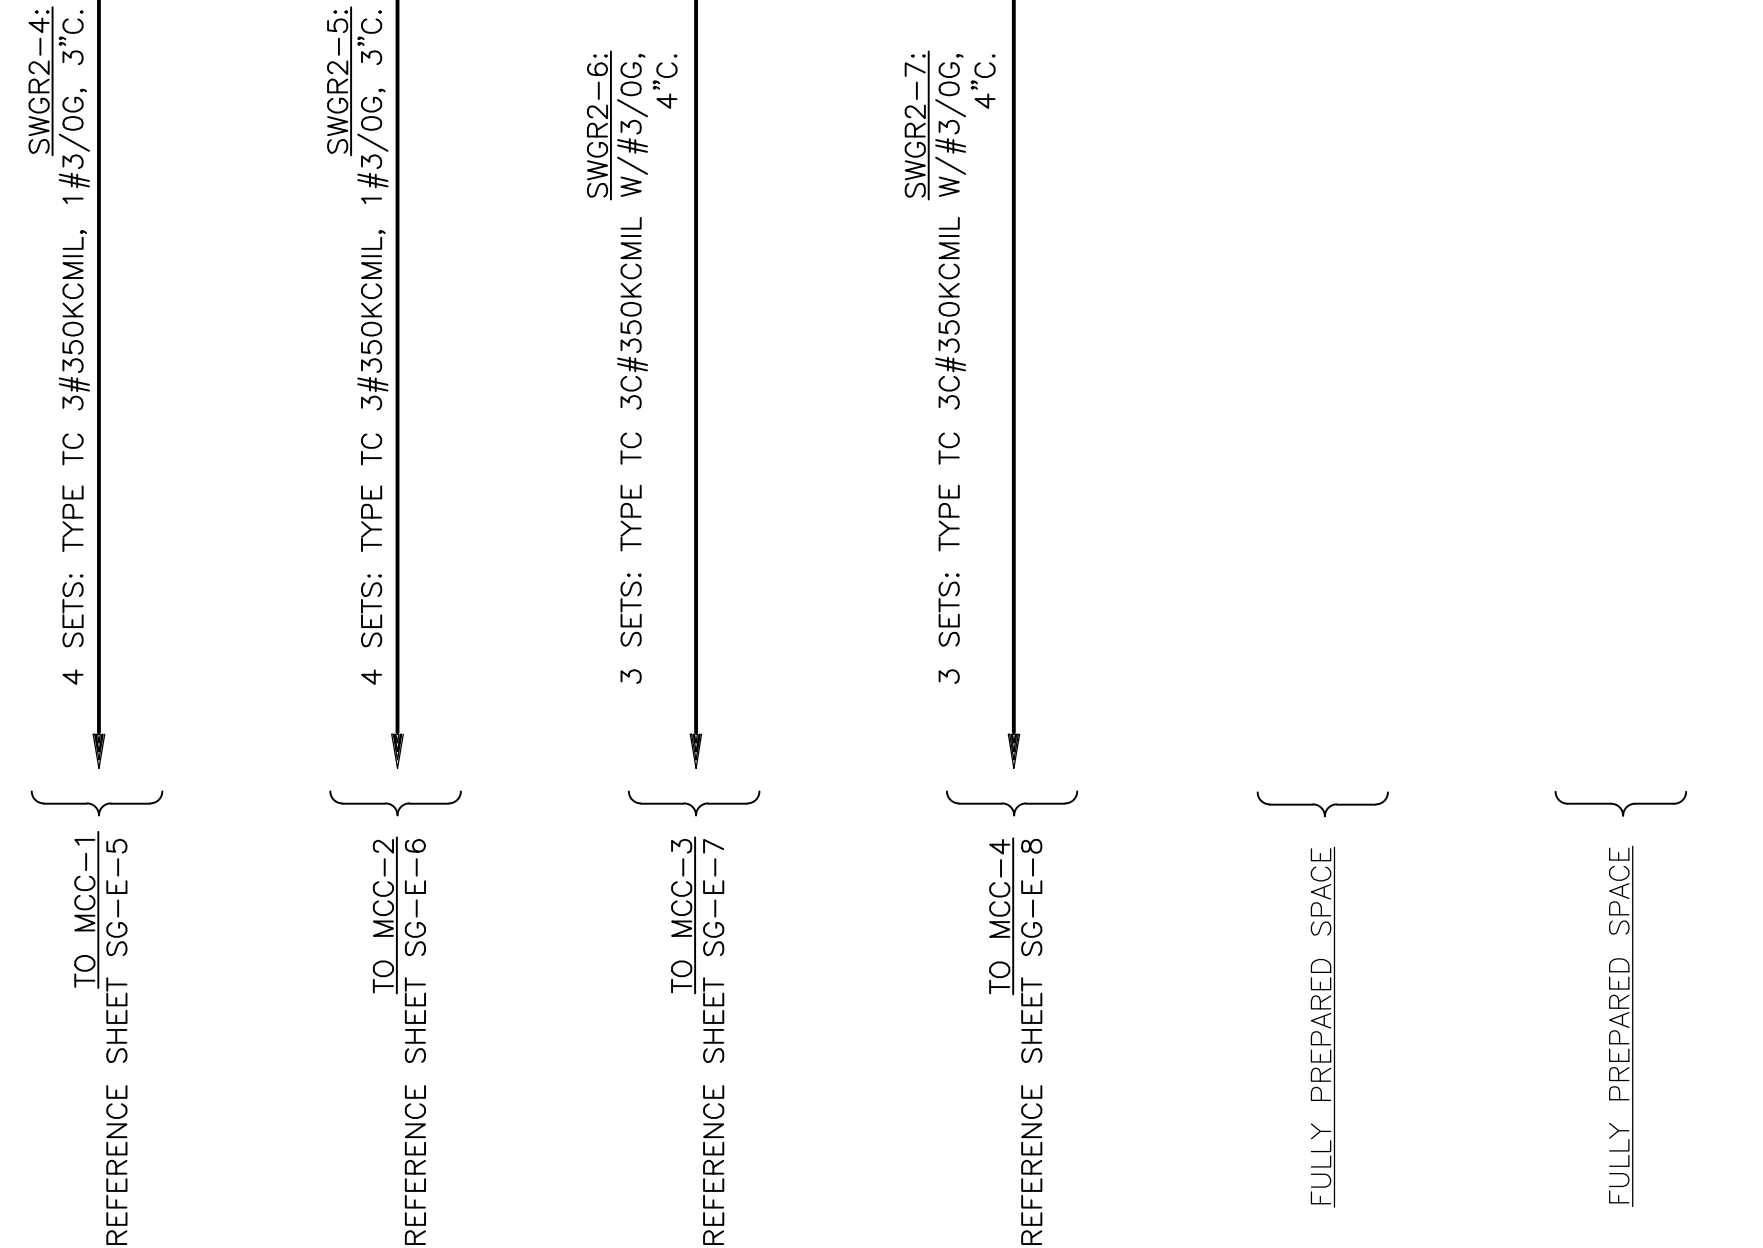 SWGR2-4:
4 SETS: TYPE TC 3#350KCMIL, 1#3/0G, 3"C.
SWGR2-5:
4 SETS: TYPE TC 3#350KCMIL, 1#3/0G, 3"C.
SWGR2-6:
3 SETS: TYPE TC 3C#350KCMIL W/#3/0G,
4"C.
SWGR2-7:
3 SETS: TYPE TC 3C#350KCMIL W/#3/0G,
4"C.
TO MCC-1
REFERENCE SHEET SG-E-5
TO MCC-2
REFERENCE SHEET SG-E-6
TO MCC-3
REFERENCE SHEET SG-E-7
TO MCC-4
REFERENCE SHEET SG-E-8
FULLY PREPARED SPACE
FULLY PREPARED SPACE